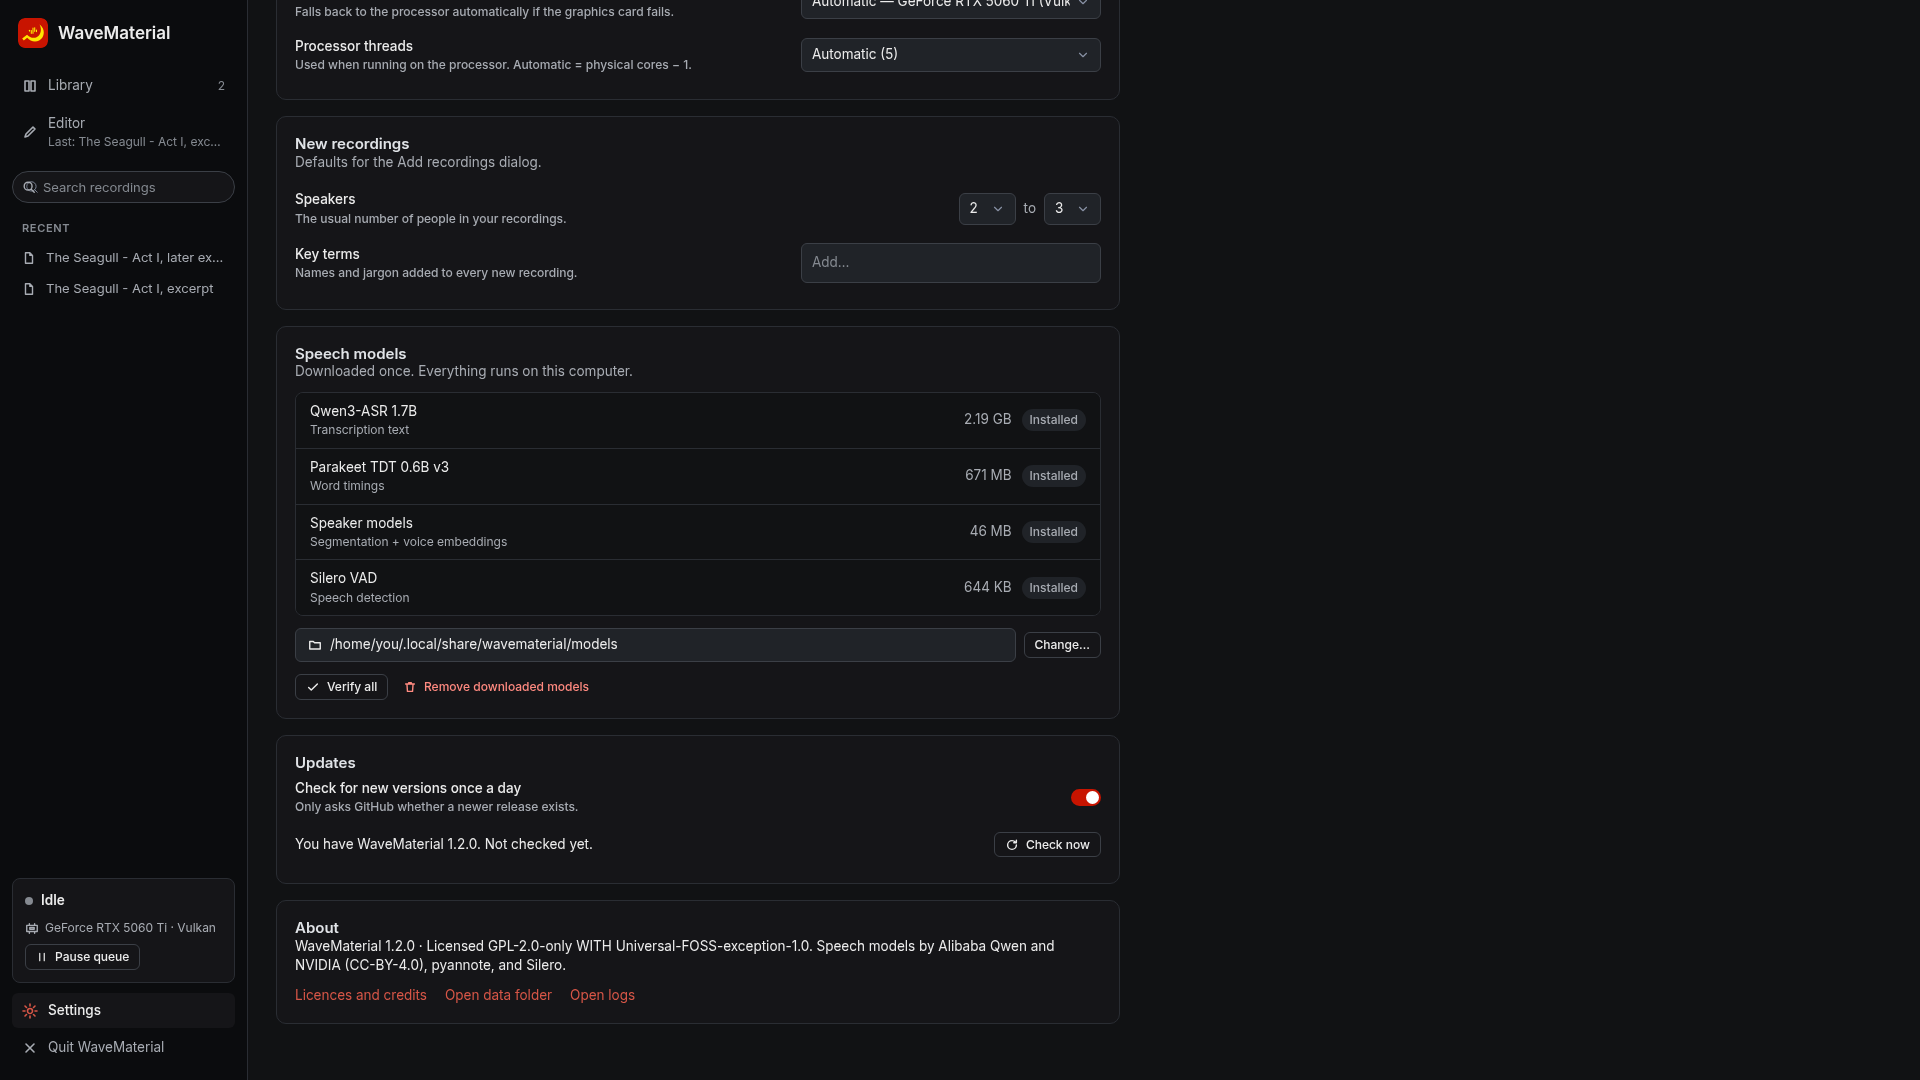 WaveMaterial
Library 2
Editor
Last: The Seagull - Act I, exc...
Search recordings
RECENT
The Seagull - Act I, later ex...
The Seagull - Act I, excerpt
Idle
GeForce RTX 5060 Ti · Vulkan
Pause queue
Settings
Quit WaveMaterial
Falls back to the processor automatically if the graphics card fails.
Automatic — GeForce RTX 5060 Ti (Vulk
Processor threads
Used when running on the processor. Automatic = physical cores − 1.
Automatic (5)
New recordings
Defaults for the Add recordings dialog.
Speakers
The usual number of people in your recordings.
2 to 3
Key terms
Names and jargon added to every new recording.
Add...
Speech models
Downloaded once. Everything runs on this computer.
Qwen3-ASR 1.7B
Transcription text
2.19 GB Installed
Parakeet TDT 0.6B v3
Word timings
671 MB Installed
Speaker models
Segmentation + voice embeddings
46 MB Installed
Silero VAD
Speech detection
644 KB Installed
/home/you/.local/share/wavematerial/models
Change...
Verify all
Remove downloaded models
Updates
Check for new versions once a day
Only asks GitHub whether a newer release exists.
You have WaveMaterial 1.2.0. Not checked yet.
Check now
About
WaveMaterial 1.2.0 · Licensed GPL-2.0-only WITH Universal-FOSS-exception-1.0. Speech models by Alibaba Qwen and
NVIDIA (CC-BY-4.0), pyannote, and Silero.
Licences and credits Open data folder Open logs